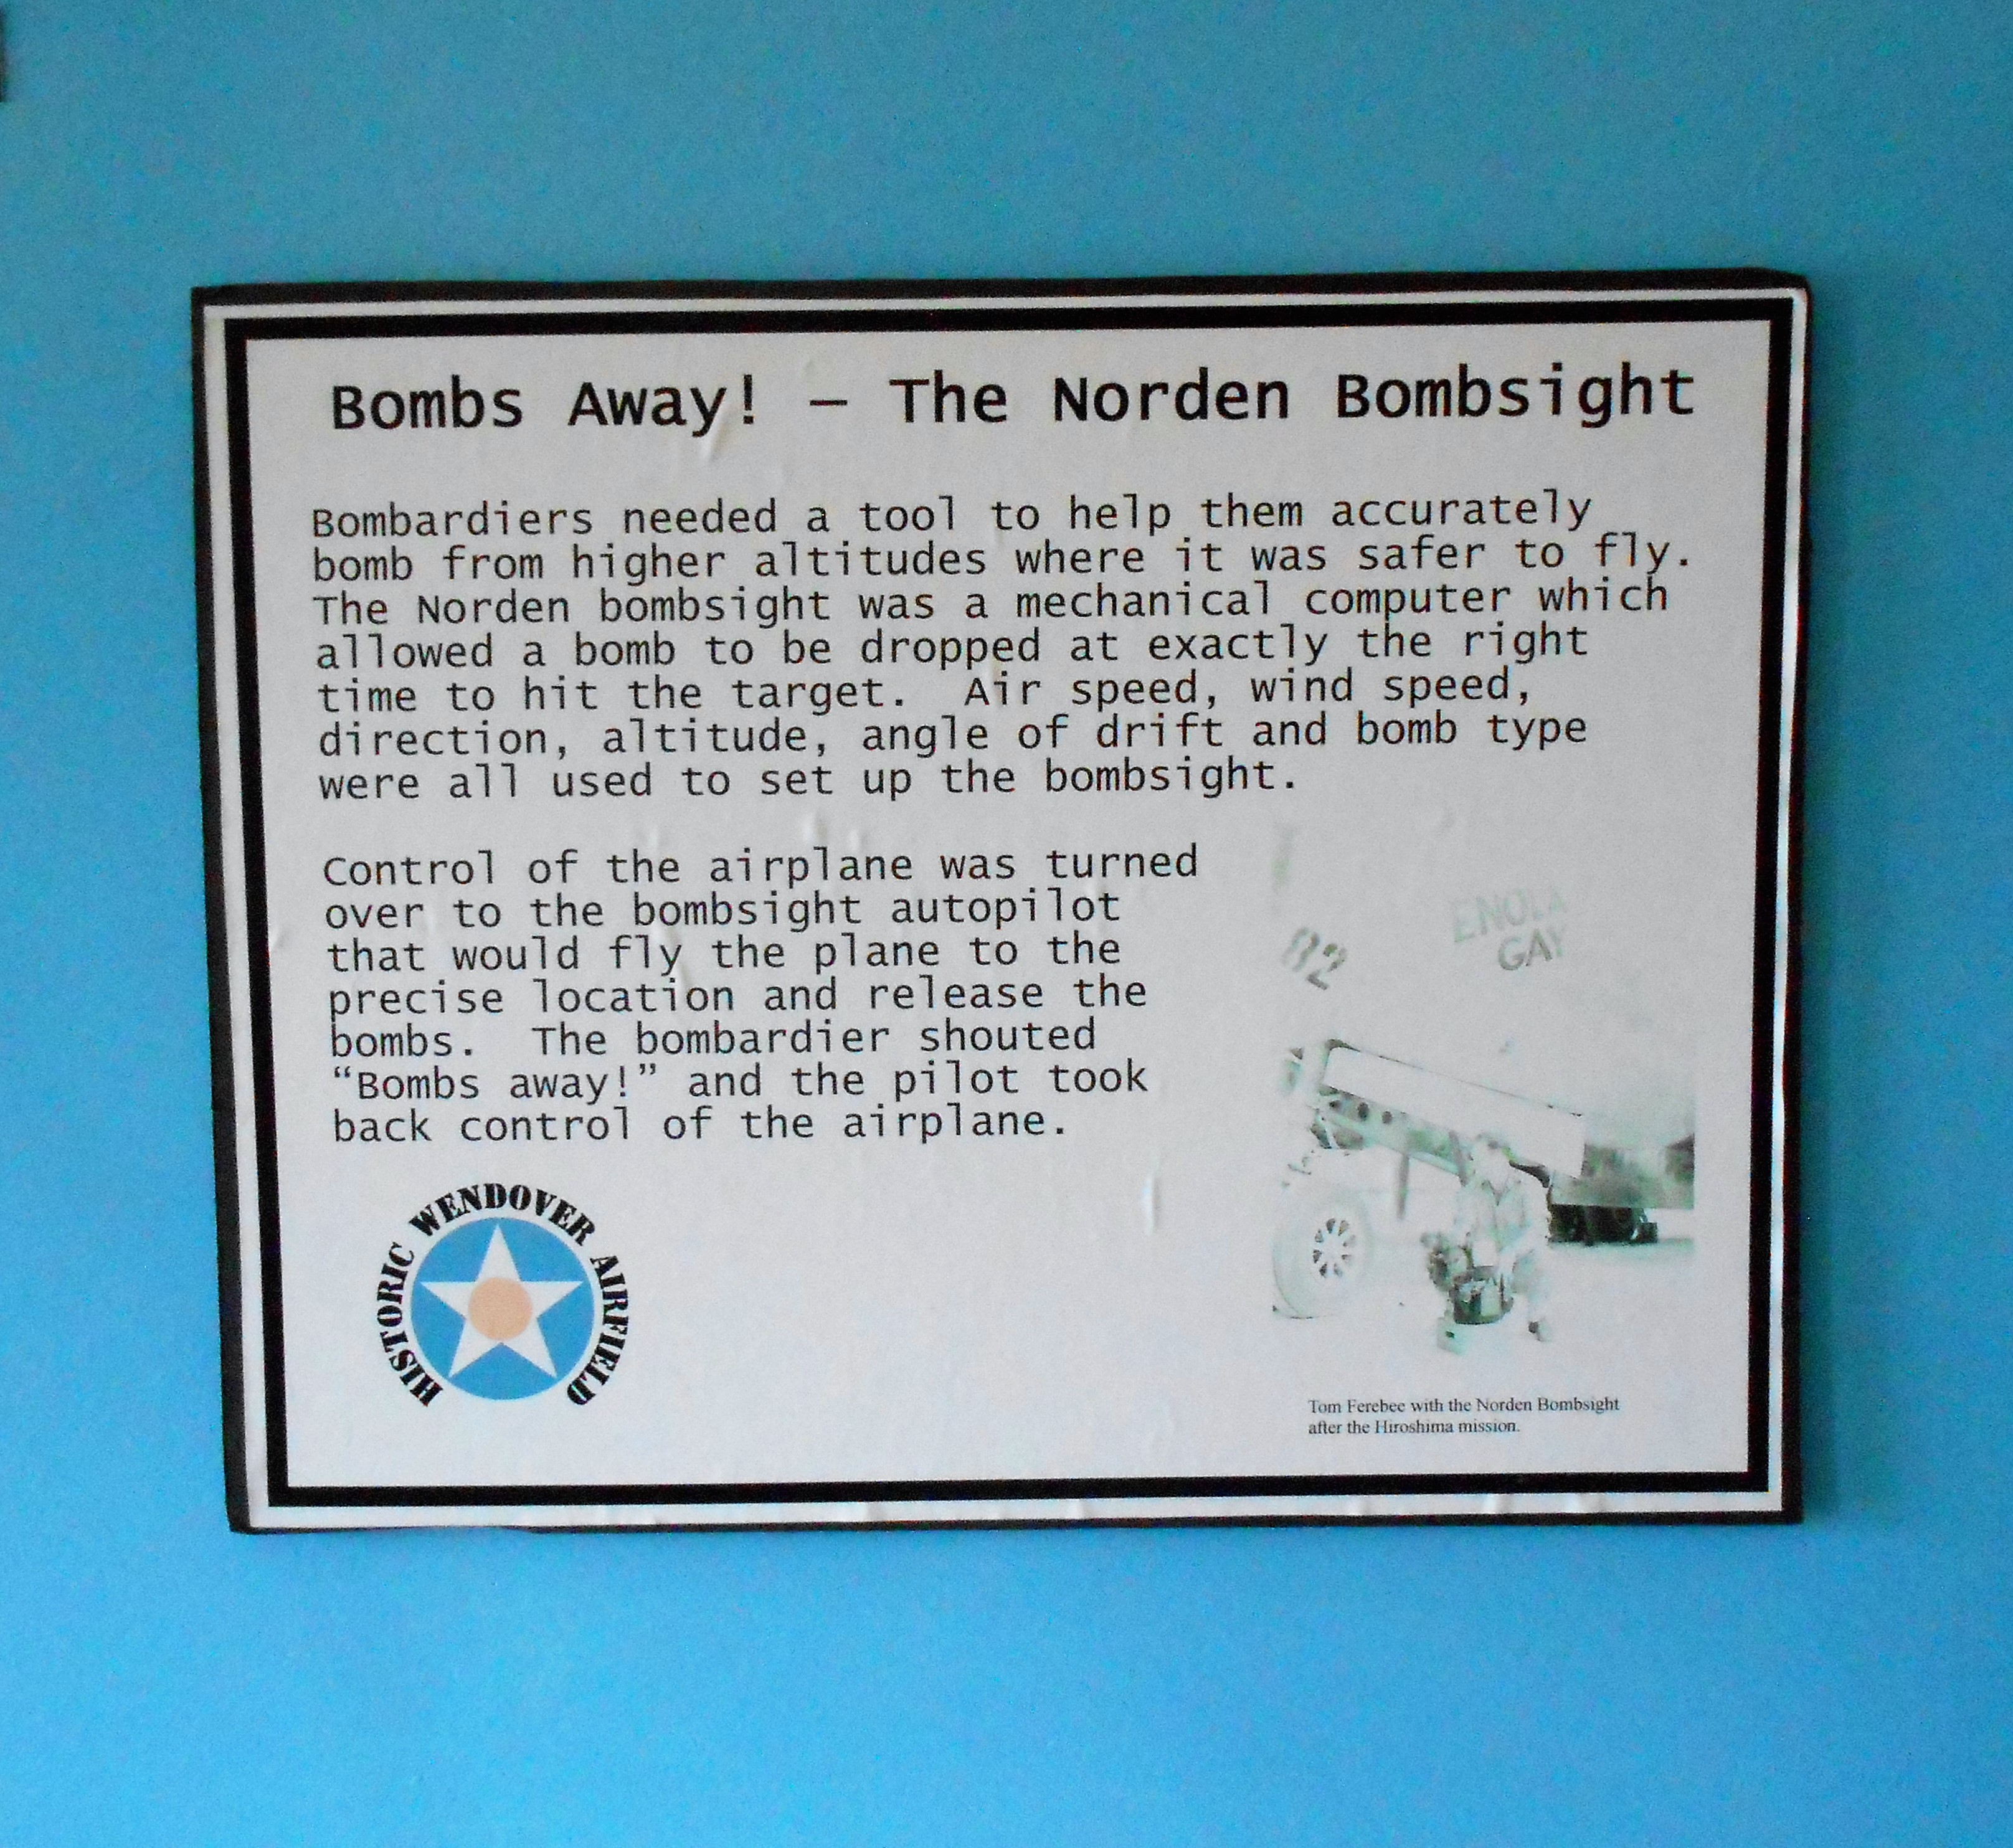 Bombs Away! – The Norden Bombsight
Bombardiers needed a tool to help them accurately
bomb from higher altitudes where it was safer to fly.
The Norden bombsight was a mechanical computer which
allowed a bomb to be dropped at exactly the right
time to hit the target.  Air speed, wind speed,
direction, altitude, angle of drift and bomb type
were all used to set up the bombsight.
Control of the airplane was turned
over to the bombsight autopilot
that would fly the plane to the
precise location and release the
bombs.  The bombardier shouted
“Bombs away!” and the pilot took
back control of the airplane.
ENOLA
GAY
82
HISTORIC WENDOVER AIRFIELD
Tom Ferebee with the Norden Bombsight
after the Hiroshima mission.